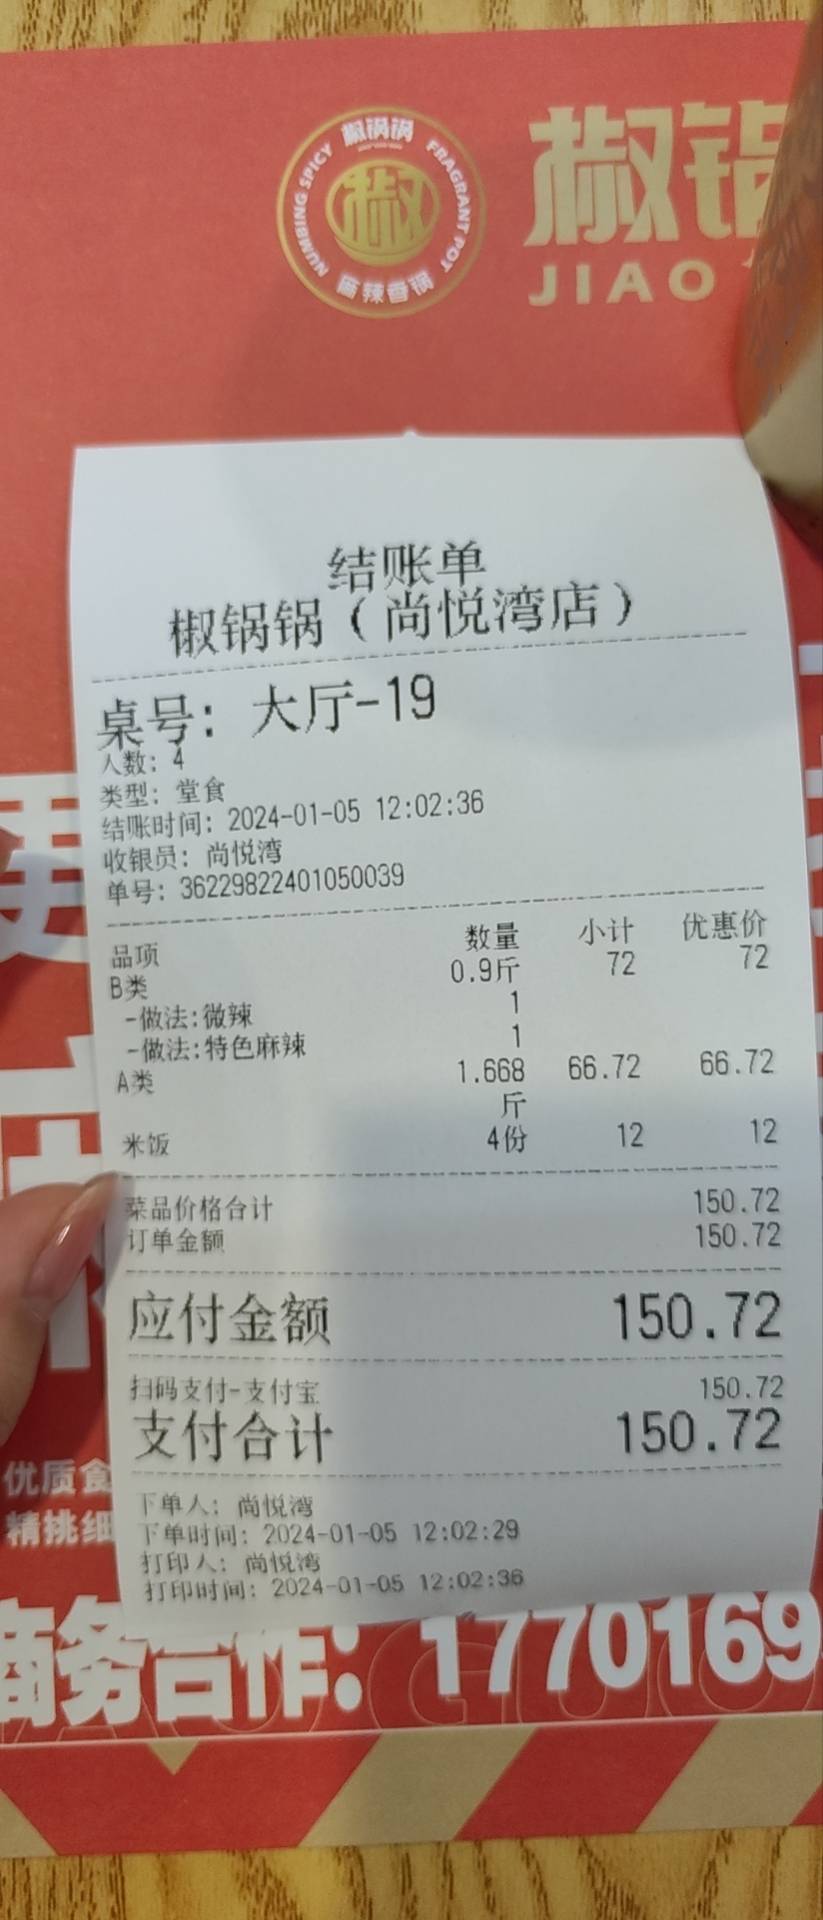 椒锅锅
NUMBING SPICY
FRAGRANT POT
椒
麻辣香锅
椒锅
JIAO
结账单
椒锅锅（尚悦湾店）
桌号: 大厅-19
人数: 4
类型: 堂食
结账时间: 2024-01-05 12:02:36
收银员: 尚悦湾
单号: 36229822401050039
品项 数量 小计 优惠价
B类 0.9斤 72 72
-做法:微辣 1
-做法:特色麻辣 1
A类 1.668斤 66.72 66.72
米饭 4份 12 12
菜品价格合计 150.72
订单金额 150.72
应付金额 150.72
扫码支付-支付宝 150.72
支付合计 150.72
下单人: 尚悦湾
下单时间: 2024-01-05 12:02:29
打印人: 尚悦湾
打印时间: 2024-01-05 12:02:36
优质食
精挑细
商务合作: 1770169